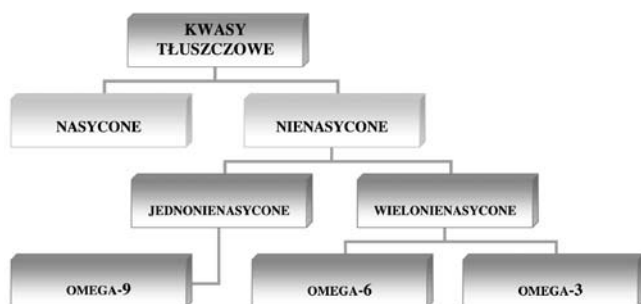 KWASY
TŁUSZCZOWE
NASYCONE
NIENASYCONE
JEDNONIENASYCONE
WIELONIENASYCONE
OMEGA-9
OMEGA-6
OMEGA-3